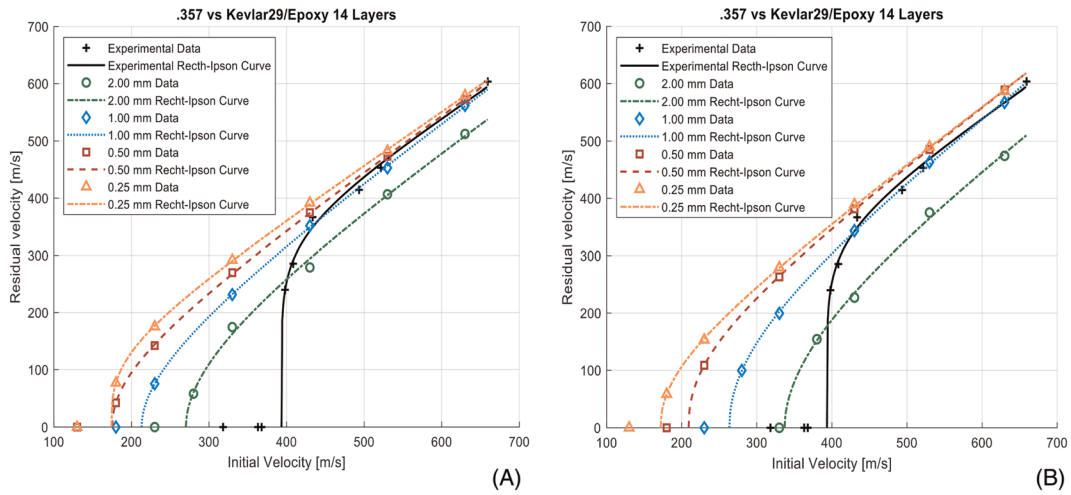 .357 vs Kevlar29/Epoxy 14 Layers
700
600
500
400
300
200
100
0
Residual velocity [m/s]
Experimental Data
Experimental Recth-Ipson Curve
2.00 mm Data
2.00 mm Recht-Ipson Curve
1.00 mm Data
1.00 mm Recht-Ipson Curve
0.50 mm Data
0.50 mm Recht-Ipson Curve
0.25 mm Data
0.25 mm Recht-Ipson Curve
100 200 300 400 500 600 700
Initial Velocity [m/s]
(A)
.357 vs Kevlar29/Epoxy 14 Layers
700
600
500
400
300
200
100
0
Residual velocity [m/s]
Experimental Data
Experimental Recth-Ipson Curve
2.00 mm Data
2.00 mm Recht-Ipson Curve
1.00 mm Data
1.00 mm Recht-Ipson Curve
0.50 mm Data
0.50 mm Recht-Ipson Curve
0.25 mm Data
0.25 mm Recht-Ipson Curve
100 200 300 400 500 600 700
Initial Velocity [m/s]
(B)